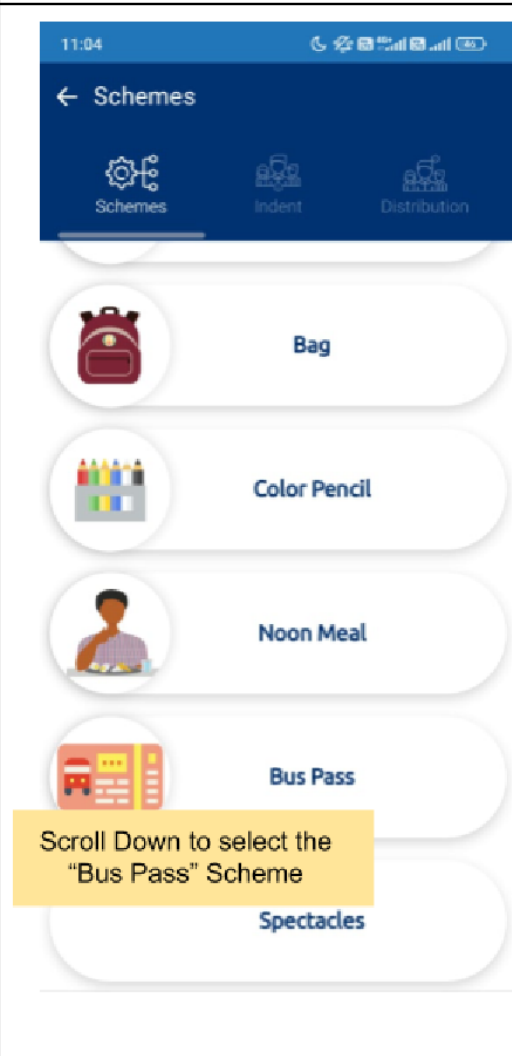 11:04
46
← Schemes
Schemes
Indent
Distribution
Bag
Color Pencil
Noon Meal
Bus Pass
Scroll Down to select the
“Bus Pass” Scheme
Spectacles